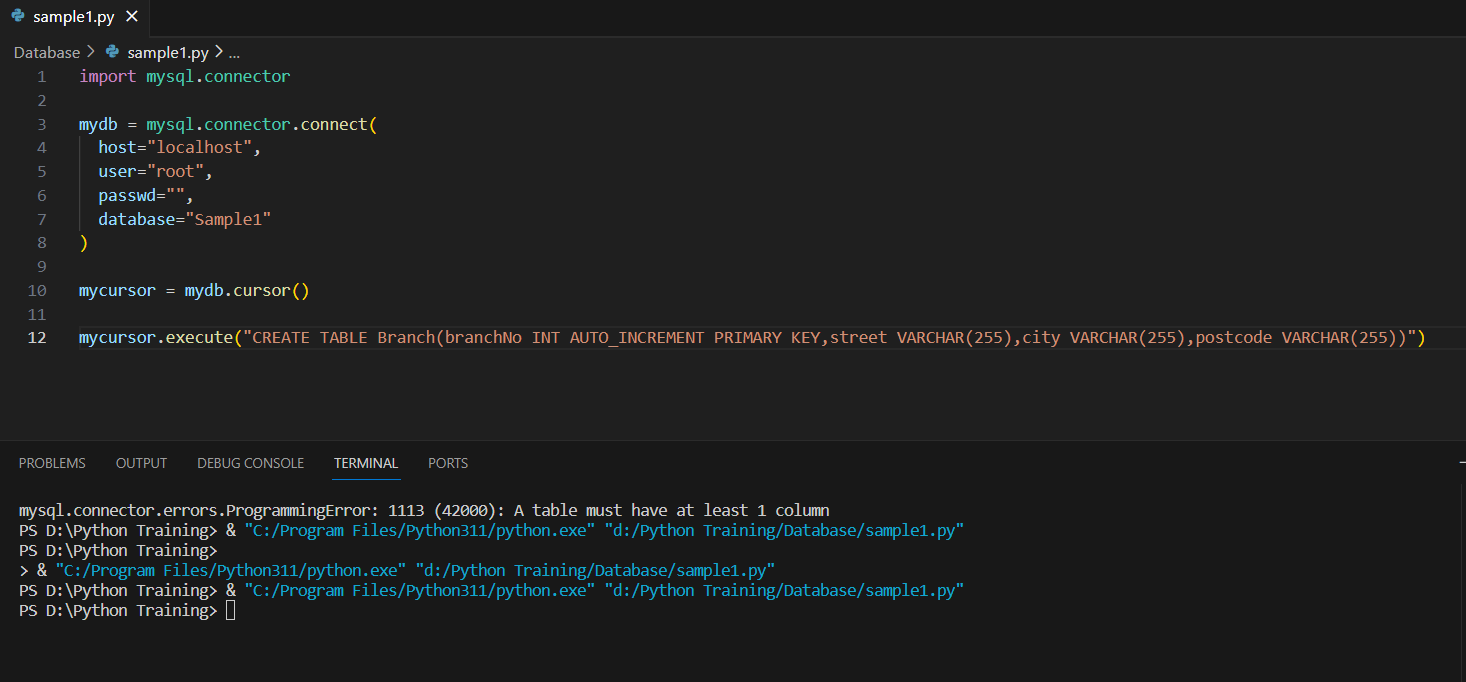 sample1.py
Database > sample1.py > ...
1 import mysql.connector
2
3 mydb = mysql.connector.connect(
4   host="localhost",
5   user="root",
6   passwd="",
7   database="Sample1"
8 )
9
10 mycursor = mydb.cursor()
11
12 mycursor.execute("CREATE TABLE Branch(branchNo INT AUTO_INCREMENT PRIMARY KEY,street VARCHAR(255),city VARCHAR(255),postcode VARCHAR(255))")
PROBLEMS OUTPUT DEBUG CONSOLE TERMINAL PORTS
mysql.connector.errors.ProgrammingError: 1113 (42000): A table must have at least 1 column
PS D:\Python Training> & "C:/Program Files/Python311/python.exe" "d:/Python Training/Database/sample1.py"
PS D:\Python Training>
> & "C:/Program Files/Python311/python.exe" "d:/Python Training/Database/sample1.py"
PS D:\Python Training> & "C:/Program Files/Python311/python.exe" "d:/Python Training/Database/sample1.py"
PS D:\Python Training>